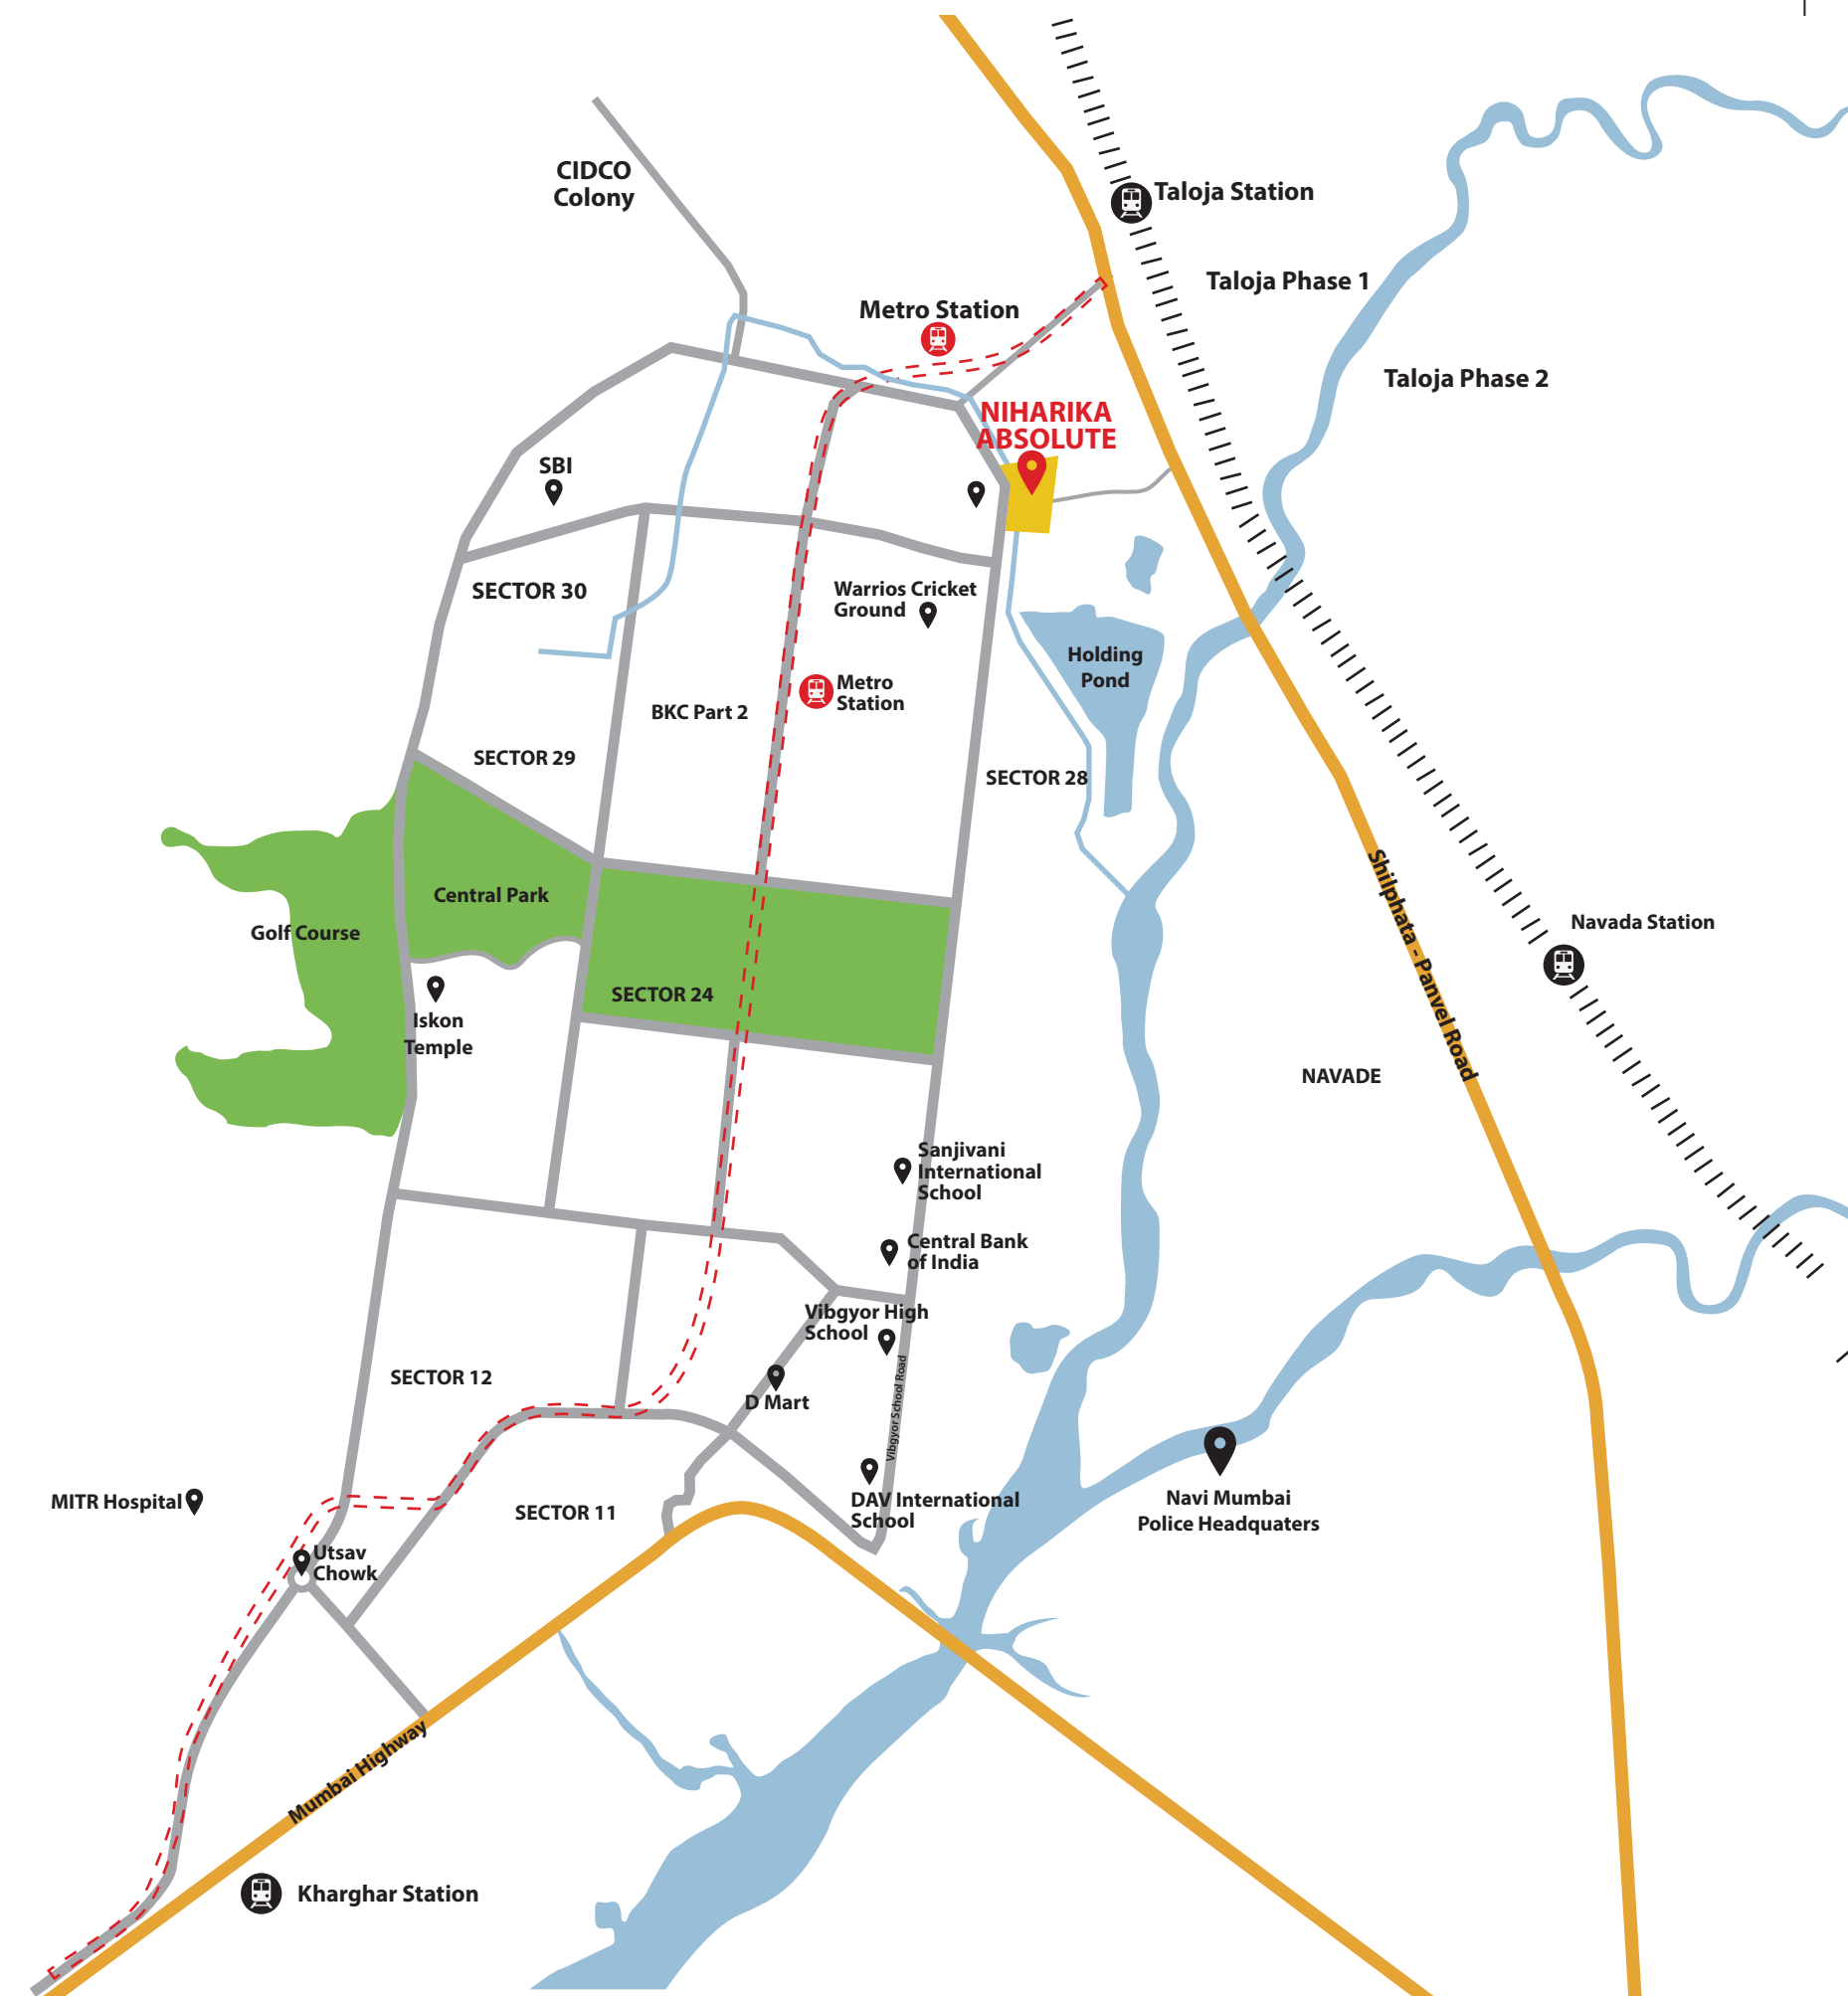 CIDCO
Colony
Taloja Station
Taloja Phase 1
Metro Station
Taloja Phase 2
NIHARIKA
ABSOLUTE
SBI
SECTOR 30
Warrios Cricket
Ground
Holding
Pond
Metro
Station
BKC Part 2
SECTOR 29
SECTOR 28
Shilphata - Panvel Road
Central Park
Golf Course
Navada Station
SECTOR 24
Iskon
Temple
NAVADE
Sanjivani
International
School
Central Bank
of India
Vibgyor High
School
Vibgyor School Road
SECTOR 12
D Mart
MITR Hospital
SECTOR 11
DAV International
School
Navi Mumbai
Police Headquaters
Utsav
Chowk
Mumbai Highway
Kharghar Station